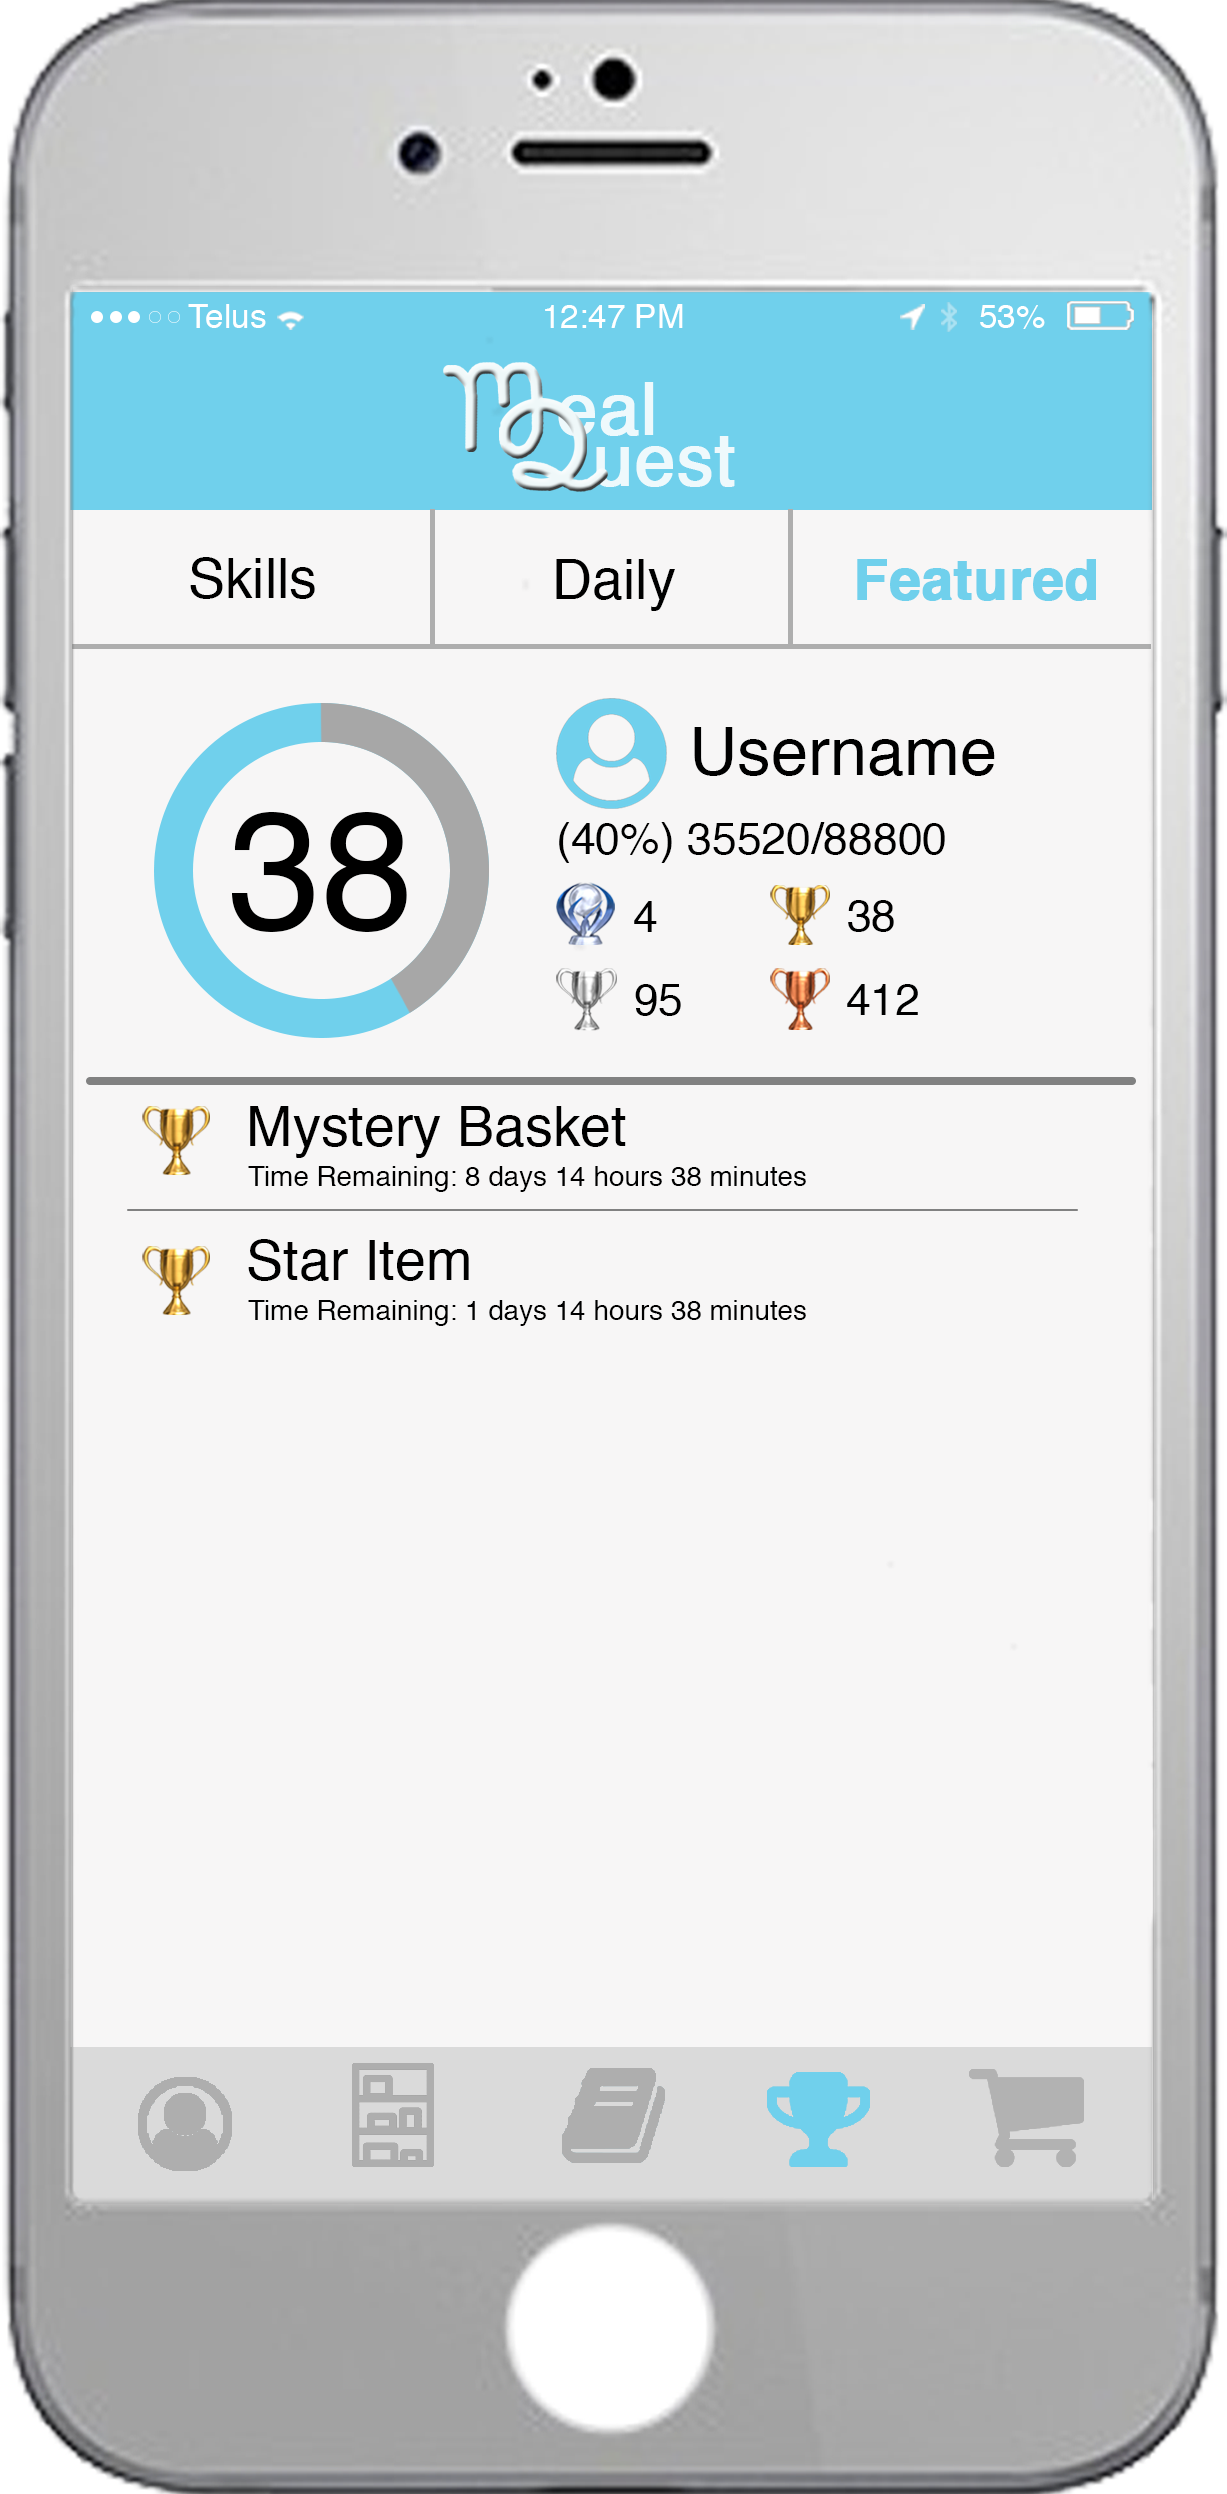 Telus 12:47 PM 53%
Meal
Quest
Skills Daily Featured
38
Username
(40%) 35520/88800
4 38
95 412
Mystery Basket
Time Remaining: 8 days 14 hours 38 minutes
Star Item
Time Remaining: 1 days 14 hours 38 minutes